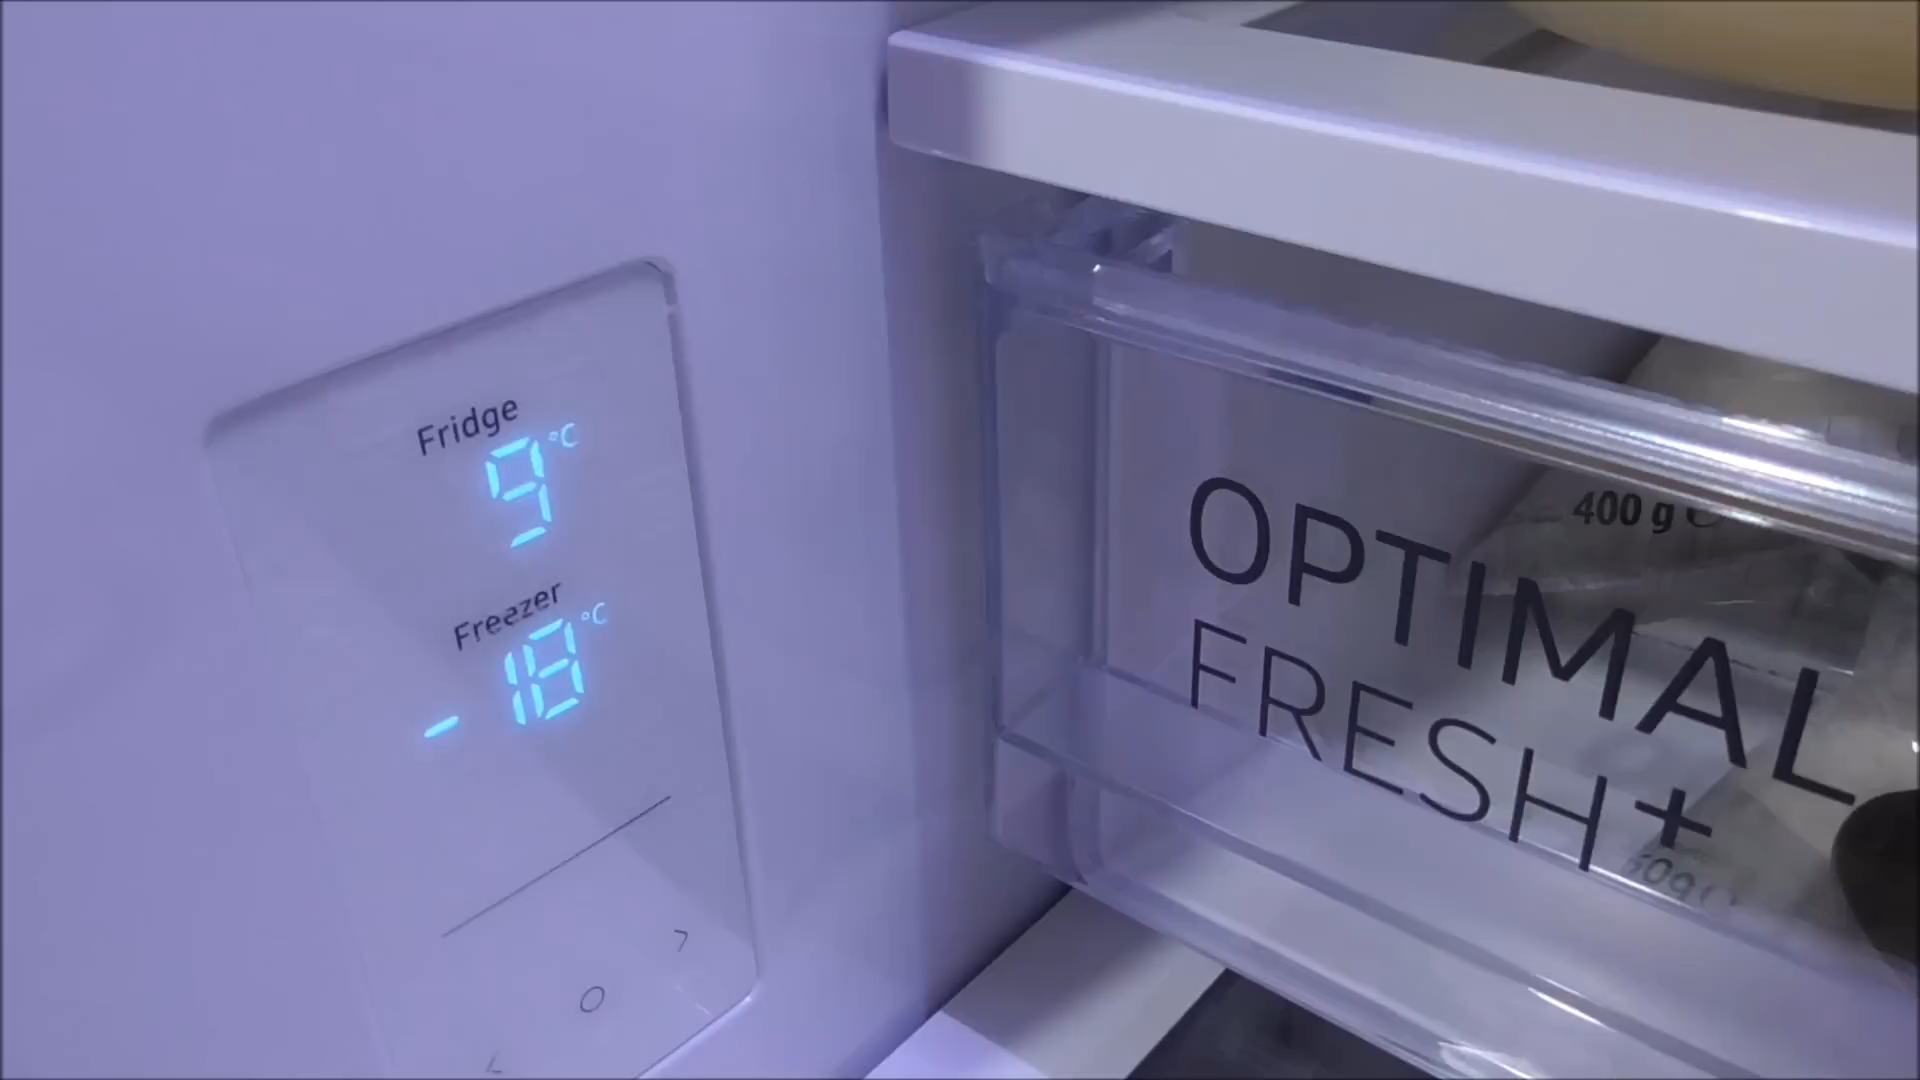 Fridge
9 °C
Freezer
-18 °C
OPTIMAL
FRESH+
400 g